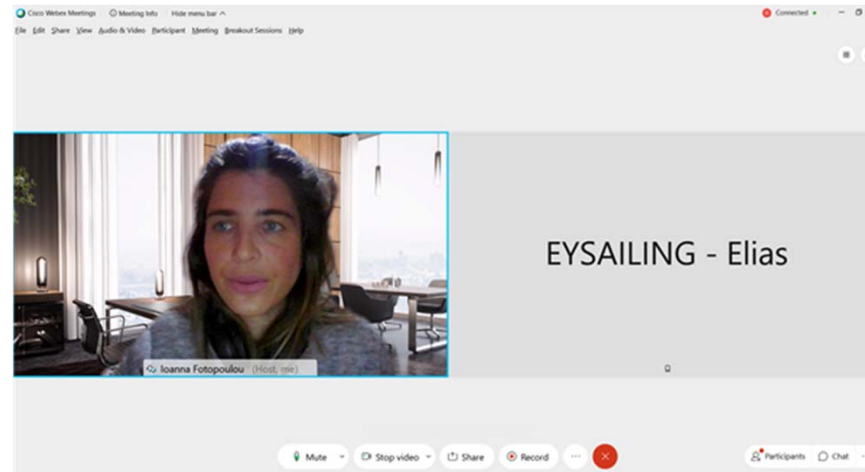 Cisco Webex Meetings Meeting Info Hide menu bar Connected
File Edit Share View Audio & Video Participant Meeting Breakout Sessions Help
EYSAILING - Elias
Ioanna Fotopoulou (Host, me)
Mute Stop video Share Record Participants Chat